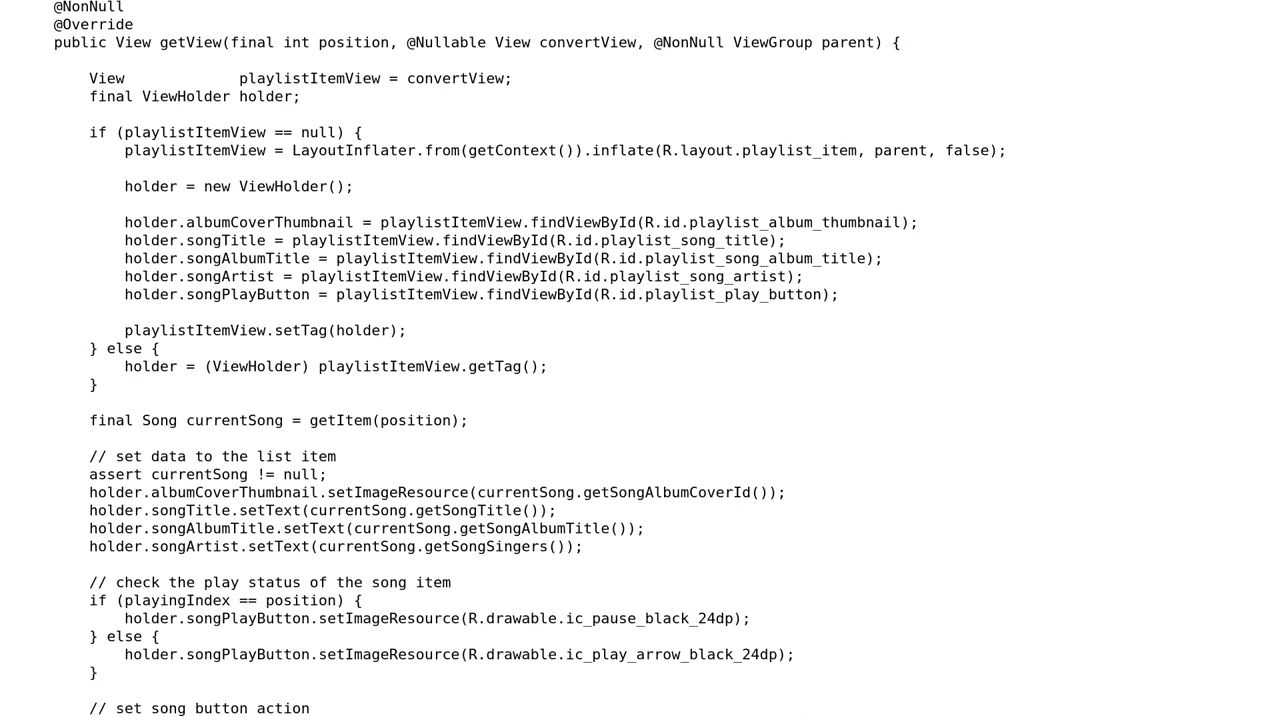 @NonNull
@Override
public View getView(final int position, @Nullable View convertView, @NonNull ViewGroup parent) {
View             playlistItemView = convertView;
final ViewHolder holder;
if (playlistItemView == null) {
playlistItemView = LayoutInflater.from(getContext()).inflate(R.layout.playlist_item, parent, false);
holder = new ViewHolder();
holder.albumCoverThumbnail = playlistItemView.findViewById(R.id.playlist_album_thumbnail);
holder.songTitle = playlistItemView.findViewById(R.id.playlist_song_title);
holder.songAlbumTitle = playlistItemView.findViewById(R.id.playlist_song_album_title);
holder.songArtist = playlistItemView.findViewById(R.id.playlist_song_artist);
holder.songPlayButton = playlistItemView.findViewById(R.id.playlist_play_button);
playlistItemView.setTag(holder);
} else {
holder = (ViewHolder) playlistItemView.getTag();
}
final Song currentSong = getItem(position);
// set data to the list item
assert currentSong != null;
holder.albumCoverThumbnail.setImageResource(currentSong.getSongAlbumCoverId());
holder.songTitle.setText(currentSong.getSongTitle());
holder.songAlbumTitle.setText(currentSong.getSongAlbumTitle());
holder.songArtist.setText(currentSong.getSongSingers());
// check the play status of the song item
if (playingIndex == position) {
holder.songPlayButton.setImageResource(R.drawable.ic_pause_black_24dp);
} else {
holder.songPlayButton.setImageResource(R.drawable.ic_play_arrow_black_24dp);
}
// set song button action